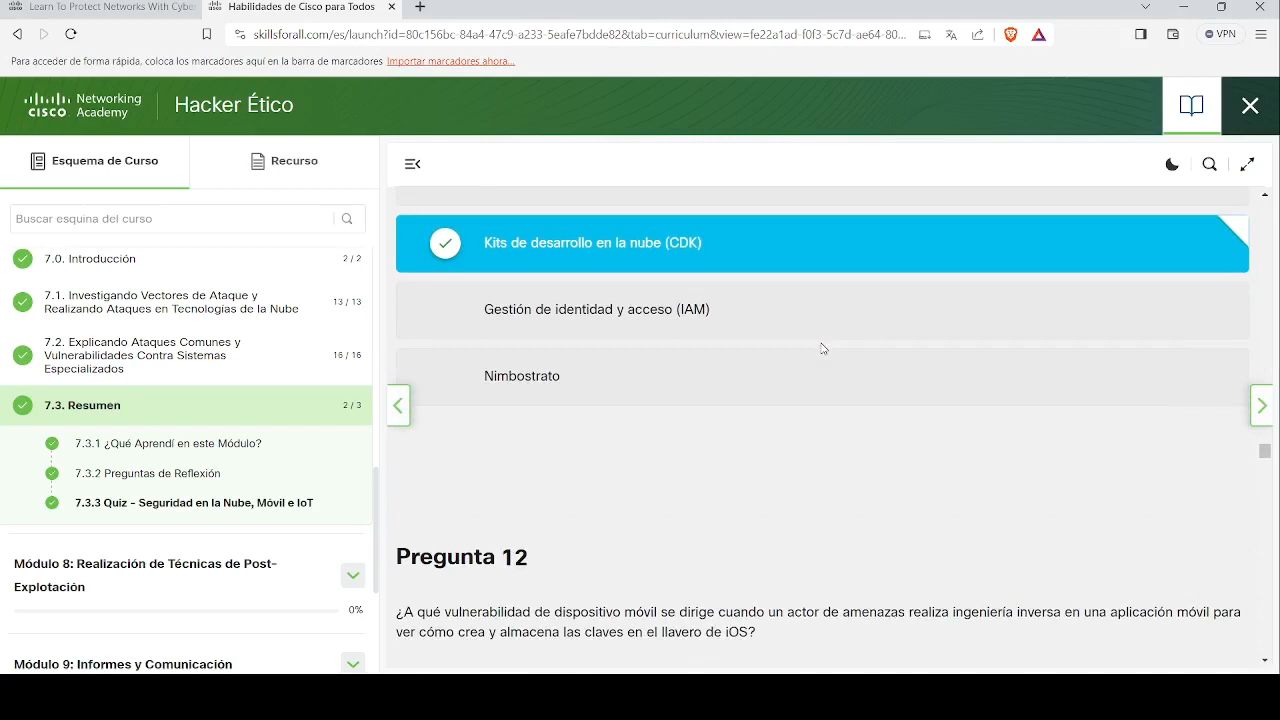 Learn To Protect Networks With Cyber
Habilidades de Cisco para Todos
skillsforall.com/es/launch?id=80c156bc-84a4-47c9-a233-5eafe7bdde82&tab=curriculum&view=fe22a1ad-f0f3-5c7d-ae64-80...
VPN
Para acceder de forma rápida, coloca los marcadores aquí en la barra de marcadores Importar marcadores ahora...
cisco Networking Academy
Hacker Ético
Esquema de Curso
Recurso
Buscar esquina del curso
7.0. Introducción 2 / 2
7.1. Investigando Vectores de Ataque y
Realizando Ataques en Tecnologías de la Nube 13 / 13
7.2. Explicando Ataques Comunes y
Vulnerabilidades Contra Sistemas 16 / 16
Especializados
7.3. Resumen 2 / 3
7.3.1 ¿Qué Aprendí en este Módulo?
7.3.2 Preguntas de Reflexión
7.3.3 Quiz - Seguridad en la Nube, Móvil e IoT
Módulo 8: Realización de Técnicas de Post-
Explotación
0%
Módulo 9: Informes y Comunicación
Kits de desarrollo en la nube (CDK)
Gestión de identidad y acceso (IAM)
Nimbostrato
Pregunta 12
¿A qué vulnerabilidad de dispositivo móvil se dirige cuando un actor de amenazas realiza ingeniería inversa en una aplicación móvil para
ver cómo crea y almacena las claves en el llavero de iOS?